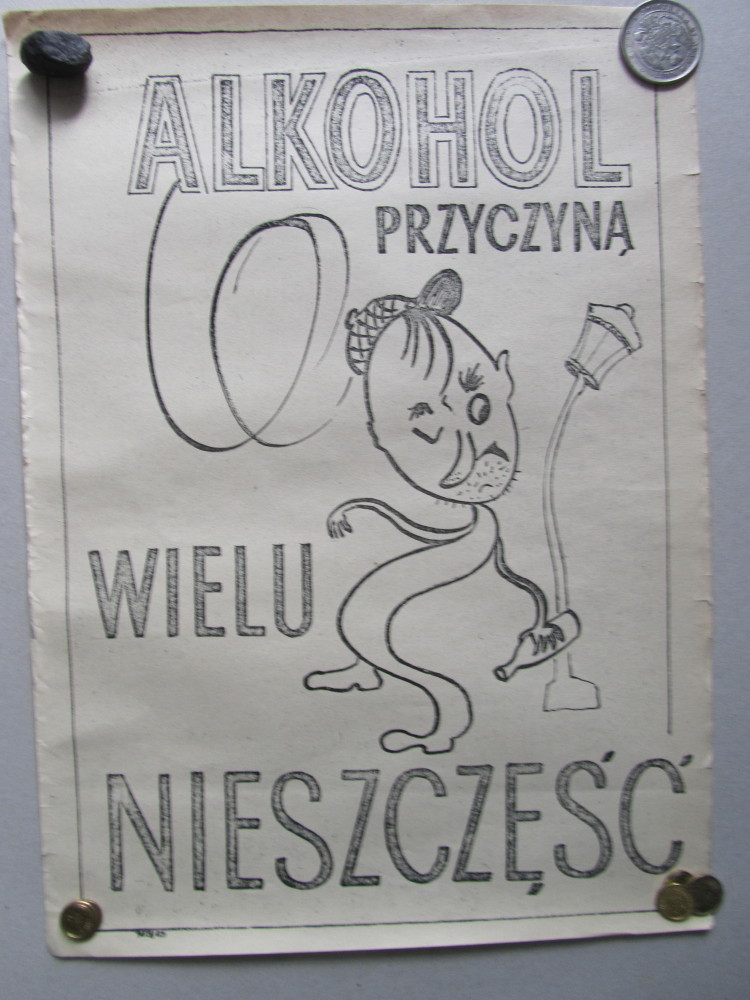 ALKOHOL
PRZYCZYNĄ
WIELU
NIESZCZĘŚĆ